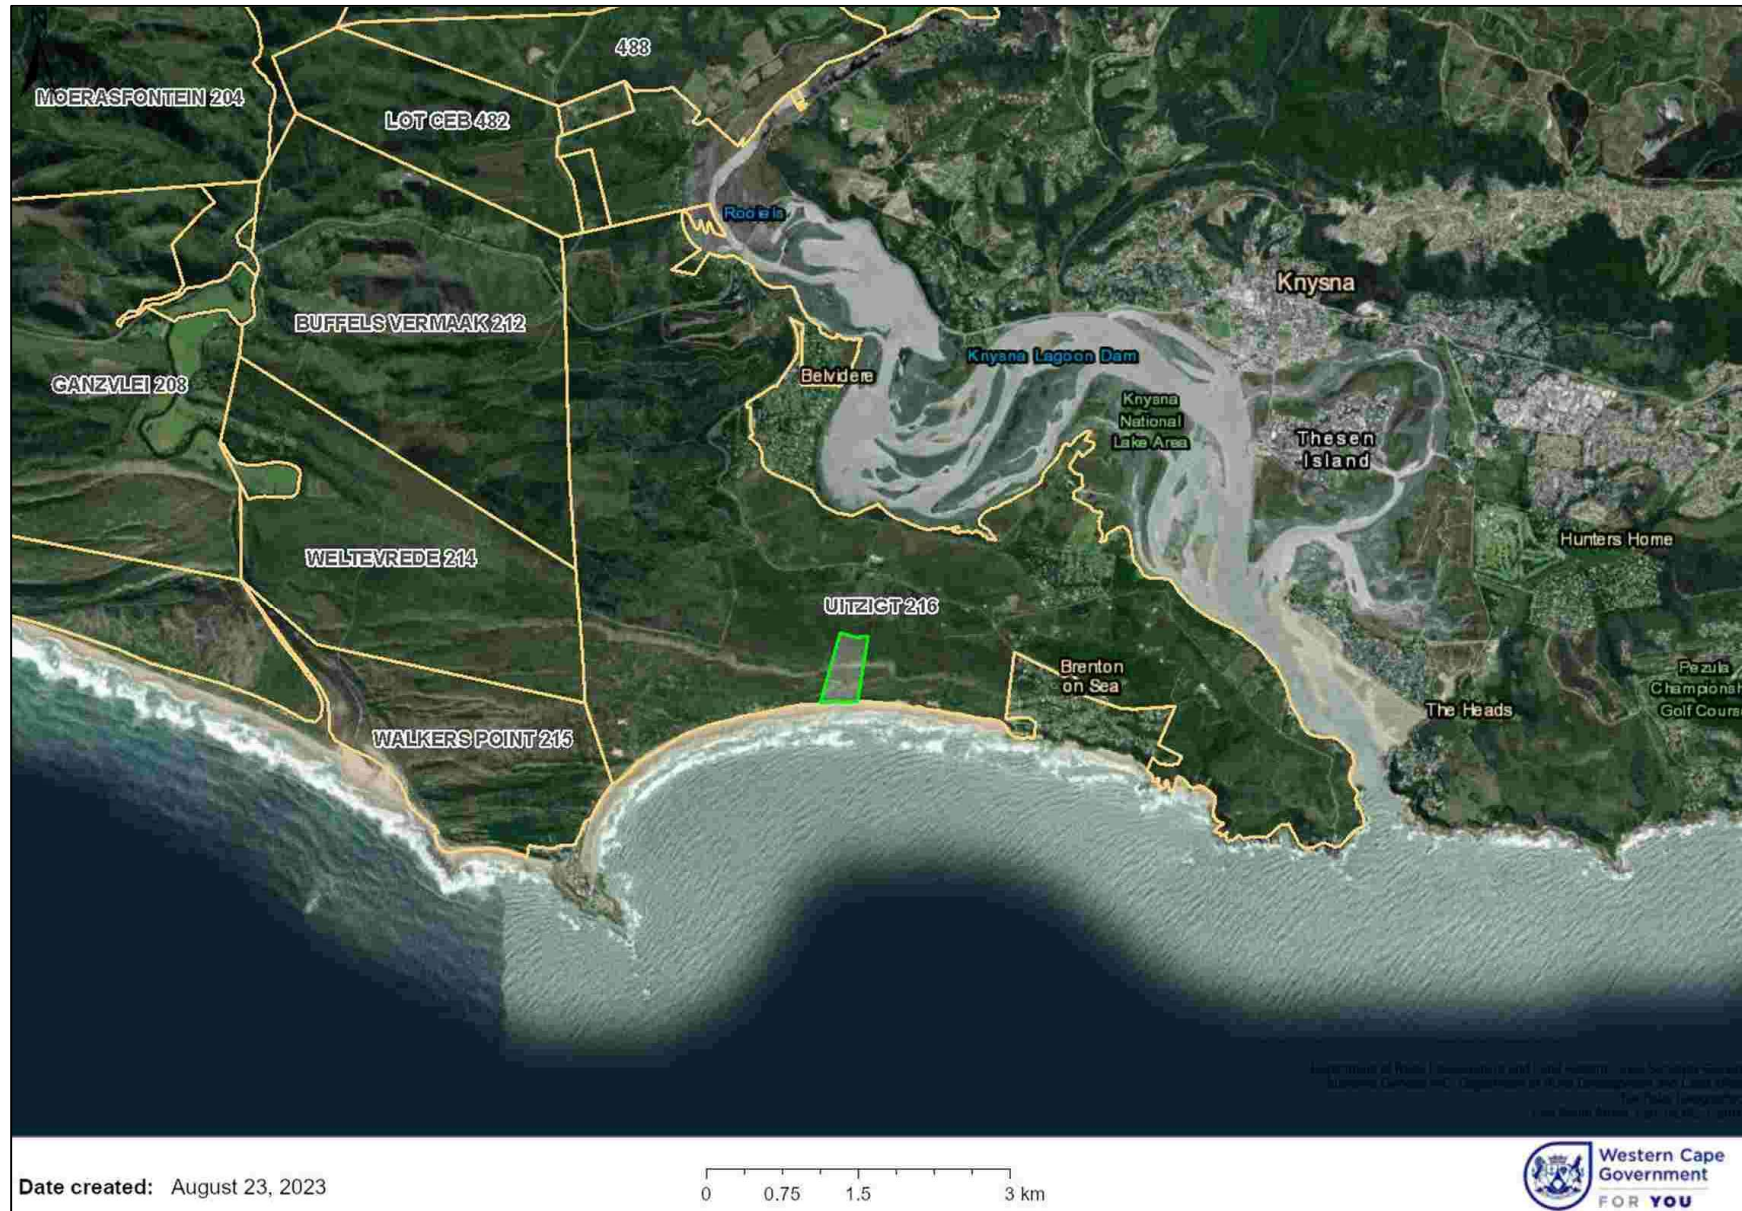 488
MOERASFONTEIN 204
LOT CEB 482
Rooiels
Knysna
BUFFELS VERMAAK 212
Knysna Lagoon Dam
GANZVLEI 208
Belvidere
Knysna
National
Lake Area
Thesen
Island
Hunters Home
WELTEVREDE 214
UITZIGT 216
Brenton
on Sea
Pezula
Championsh
Golf Course
The Heads
WALKERS POINT 215
Date created: August 23, 2023
0 0.75 1.5 3 km
Western Cape
Government
FOR YOU